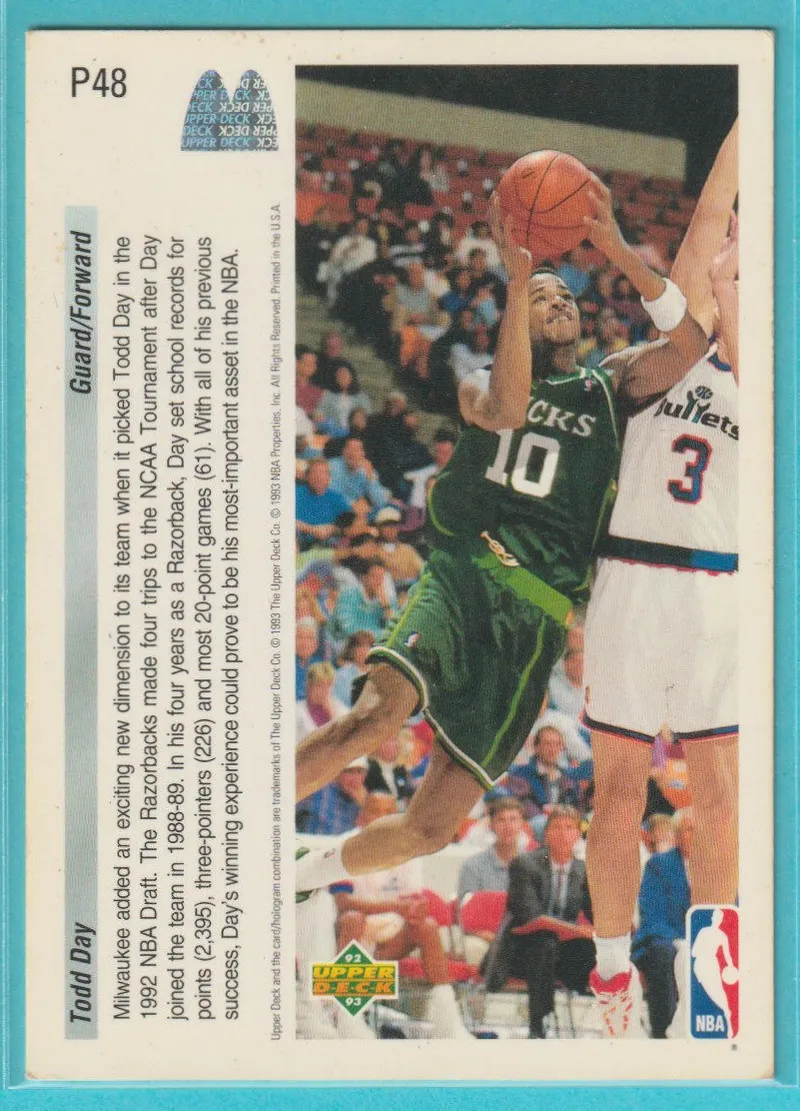 P48
UPPER DECK
Todd Day Guard/Forward
Milwaukee added an exciting new dimension to its team when it picked Todd Day in the
1992 NBA Draft. The Razorbacks made four trips to the NCAA Tournament after Day
joined the team in 1988-89. In his four years as a Razorback, Day set school records for
points (2,395), three-pointers (226) and most 20-point games (61). With all of his previous
success, Day's winning experience could prove to be his most-important asset in the NBA.
Upper Deck and the card/hologram combination are trademarks of The Upper Deck Co. © 1993 The Upper Deck Co. © 1993 NBA Properties, Inc. All Rights Reserved. Printed in the U.S.A.
CKS
10
Bullets
3
92
UPPER
D·E·C·K
93
NBA